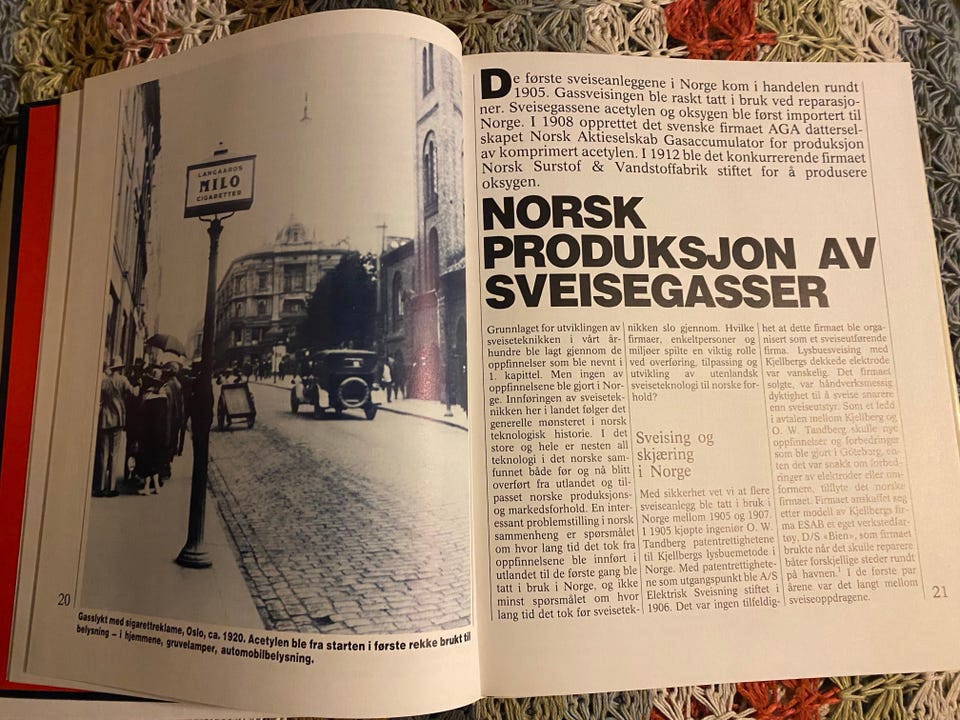 LANGAARDS
MILO
CIGARETTER
20
Gasslykt med sigarettreklame, Oslo, ca. 1920. Acetylen ble fra starten i første rekke brukt til
belysning – i hjemmene, gruvelamper, automobilbelysning.
De første sveiseanleggene i Norge kom i handelen rundt
1905. Gassveisingen ble raskt tatt i bruk ved reparasjo-
ner. Sveisegassene acetylen og oksygen ble først importert til
Norge. I 1908 opprettet det svenske firmaet AGA dattersel-
skapet Norsk Aktieselskab Gasaccumulator for produksjon
av komprimert acetylen. I 1912 ble det konkurrerende firmaet
Norsk Surstof & Vandstoffabrik stiftet for å produsere
oksygen.
NORSK
PRODUKSJON AV
SVEISEGASSER
Grunnlaget for utviklingen av
sveiseteknikken i vårt år-
hundre ble lagt gjennom de
oppfinnelser som ble nevnt i
1. kapittel. Men ingen av
oppfinnelsene ble gjort i Nor-
ge. Innføringen av sveisetek-
nikken her i landet følger det
generelle mønsteret i norsk
teknologisk historie. I det
store og hele er nesten all
teknologi i det norske sam-
funnet både før og nå blitt
overført fra utlandet og til-
passet norske produksjons-
og markedsforhold. En inter-
essant problemstilling i norsk
sammenheng er spørsmålet
om hvor lang tid det tok fra
oppfinnelsene ble innført i
utlandet til de første gang ble
tatt i bruk i Norge, og ikke
minst spørsmålet om hvor
lang tid det tok før sveisetek-
nikken slo gjennom. Hvilke
firmaer, enkeltpersoner og
miljøer spilte en viktig rolle
ved overføring, tilpasning og
utvikling av utenlandsk
sveiseteknologi til norske for-
hold?
Sveising og
skjæring
i Norge
Med sikkerhet vet vi at flere
sveiseanlegg ble tatt i bruk i
Norge mellom 1905 og 1907.
I 1905 kjøpte ingeniør O. W.
Tandberg patentrettighetene
til Kjellbergs lysbuemetode i
Norge. Med patentrettighete-
ne som utgangspunkt ble A/S
Elektrisk Sveisning stiftet i
1906. Det var ingen tilfeldig-
het at dette firmaet ble orga-
nisert som et sveiseutførende
firma. Lysbuesveising med
Kjellbergs dekkede elektrode
var vanskelig. Det firmaet
solgte, var håndverksmessig
dyktighet til å sveise snarere
enn sveiseutstyr. Som et ledd
i avtalen mellom Kjellberg og
O. W. Tandberg skulle nye
oppfinnelser og forbedringer
som ble gjort i Göteborg, en-
ten det var snakk om forbed-
ringer av elektroder eller om-
formere, tilflyte det norske
firmaet. Firmaet anskaffet seg
etter modell av Kjellbergs fir-
ma ESAB et eget verkstedfar-
tøy, D/S «Bien», som firmaet
brukte når det skulle reparere
båter forskjellige steder rundt
på havnen.¹ I de første par
årene var det langt mellom
sveiseoppdragene.
21